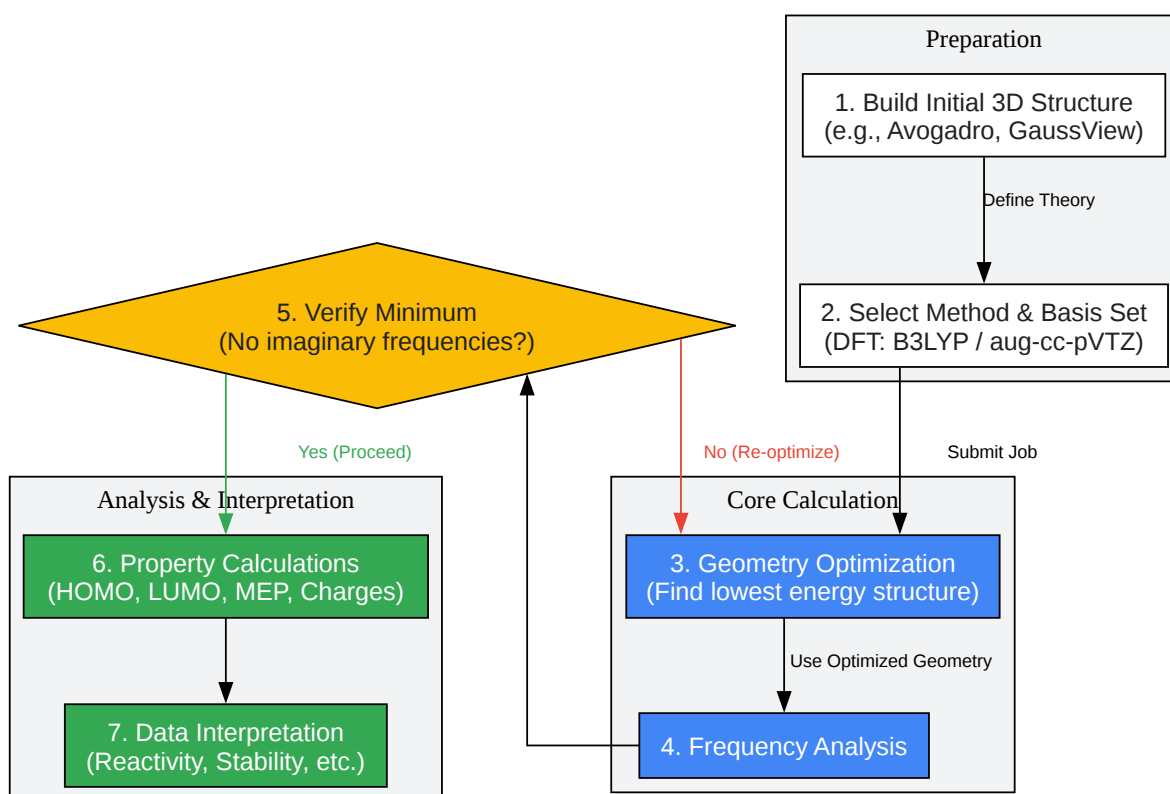 Preparation
1. Build Initial 3D Structure
(e.g., Avogadro, GaussView)
Define Theory
2. Select Method & Basis Set
(DFT: B3LYP / aug-cc-pVTZ)
5. Verify Minimum
(No imaginary frequencies?)
Yes (Proceed)
No (Re-optimize)
Submit Job
Analysis & Interpretation
6. Property Calculations
(HOMO, LUMO, MEP, Charges)
7. Data Interpretation
(Reactivity, Stability, etc.)
Core Calculation
3. Geometry Optimization
(Find lowest energy structure)
Use Optimized Geometry
4. Frequency Analysis